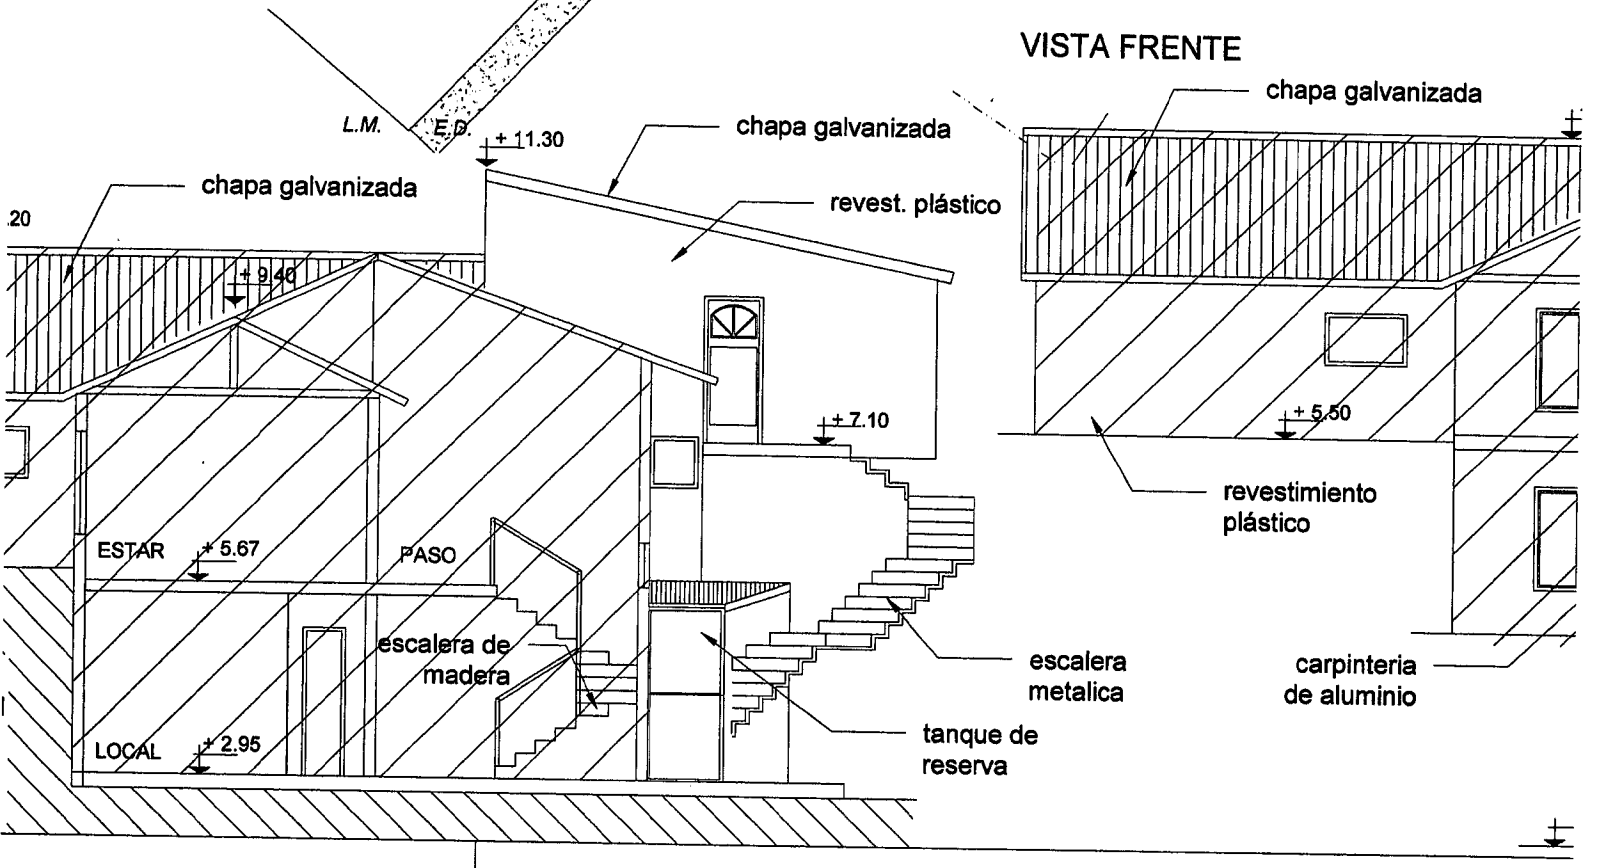 VISTA FRENTE
chapa galvanizada
L.M.
E.D.
+ 11.30
chapa galvanizada
chapa galvanizada
revest. plástico
.20
+ 9.40
+ 7.10
+ 5.50
revestimiento
plástico
ESTAR
+ 5.67
PASO
escalera de
madera
escalera
metalica
carpinteria
de aluminio
LOCAL
+ 2.95
tanque de
reserva